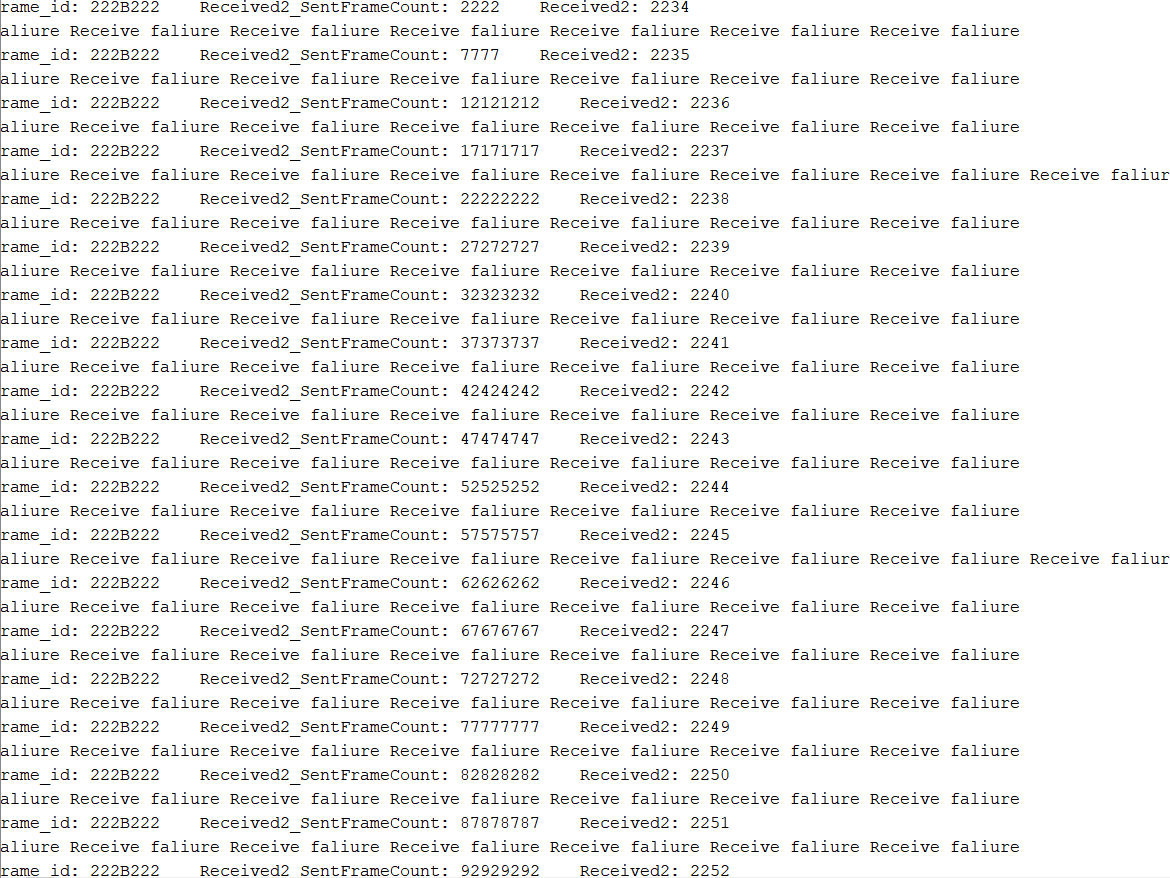 rame_id: 222B222    Received2_SentFrameCount: 2222    Received2: 2234
aliure Receive faliure Receive faliure Receive faliure Receive faliure Receive faliure Receive faliure
rame_id: 222B222    Received2_SentFrameCount: 7777    Received2: 2235
aliure Receive faliure Receive faliure Receive faliure Receive faliure Receive faliure Receive faliure
rame_id: 222B222    Received2_SentFrameCount: 12121212    Received2: 2236
aliure Receive faliure Receive faliure Receive faliure Receive faliure Receive faliure Receive faliure
rame_id: 222B222    Received2_SentFrameCount: 17171717    Received2: 2237
aliure Receive faliure Receive faliure Receive faliure Receive faliure Receive faliure Receive faliure Receive faliur
rame_id: 222B222    Received2_SentFrameCount: 22222222    Received2: 2238
aliure Receive faliure Receive faliure Receive faliure Receive faliure Receive faliure Receive faliure
rame_id: 222B222    Received2_SentFrameCount: 27272727    Received2: 2239
aliure Receive faliure Receive faliure Receive faliure Receive faliure Receive faliure Receive faliure
rame_id: 222B222    Received2_SentFrameCount: 32323232    Received2: 2240
aliure Receive faliure Receive faliure Receive faliure Receive faliure Receive faliure Receive faliure
rame_id: 222B222    Received2_SentFrameCount: 37373737    Received2: 2241
aliure Receive faliure Receive faliure Receive faliure Receive faliure Receive faliure Receive faliure
rame_id: 222B222    Received2_SentFrameCount: 42424242    Received2: 2242
aliure Receive faliure Receive faliure Receive faliure Receive faliure Receive faliure Receive faliure
rame_id: 222B222    Received2_SentFrameCount: 47474747    Received2: 2243
aliure Receive faliure Receive faliure Receive faliure Receive faliure Receive faliure Receive faliure
rame_id: 222B222    Received2_SentFrameCount: 52525252    Received2: 2244
aliure Receive faliure Receive faliure Receive faliure Receive faliure Receive faliure Receive faliure
rame_id: 222B222    Received2_SentFrameCount: 57575757    Received2: 2245
aliure Receive faliure Receive faliure Receive faliure Receive faliure Receive faliure Receive faliure Receive faliur
rame_id: 222B222    Received2_SentFrameCount: 62626262    Received2: 2246
aliure Receive faliure Receive faliure Receive faliure Receive faliure Receive faliure Receive faliure
rame_id: 222B222    Received2_SentFrameCount: 67676767    Received2: 2247
aliure Receive faliure Receive faliure Receive faliure Receive faliure Receive faliure Receive faliure
rame_id: 222B222    Received2_SentFrameCount: 72727272    Received2: 2248
aliure Receive faliure Receive faliure Receive faliure Receive faliure Receive faliure Receive faliure
rame_id: 222B222    Received2_SentFrameCount: 77777777    Received2: 2249
aliure Receive faliure Receive faliure Receive faliure Receive faliure Receive faliure Receive faliure
rame_id: 222B222    Received2_SentFrameCount: 82828282    Received2: 2250
aliure Receive faliure Receive faliure Receive faliure Receive faliure Receive faliure Receive faliure
rame_id: 222B222    Received2_SentFrameCount: 87878787    Received2: 2251
aliure Receive faliure Receive faliure Receive faliure Receive faliure Receive faliure Receive faliure
rame_id: 222B222    Received2_SentFrameCount: 92929292    Received2: 2252